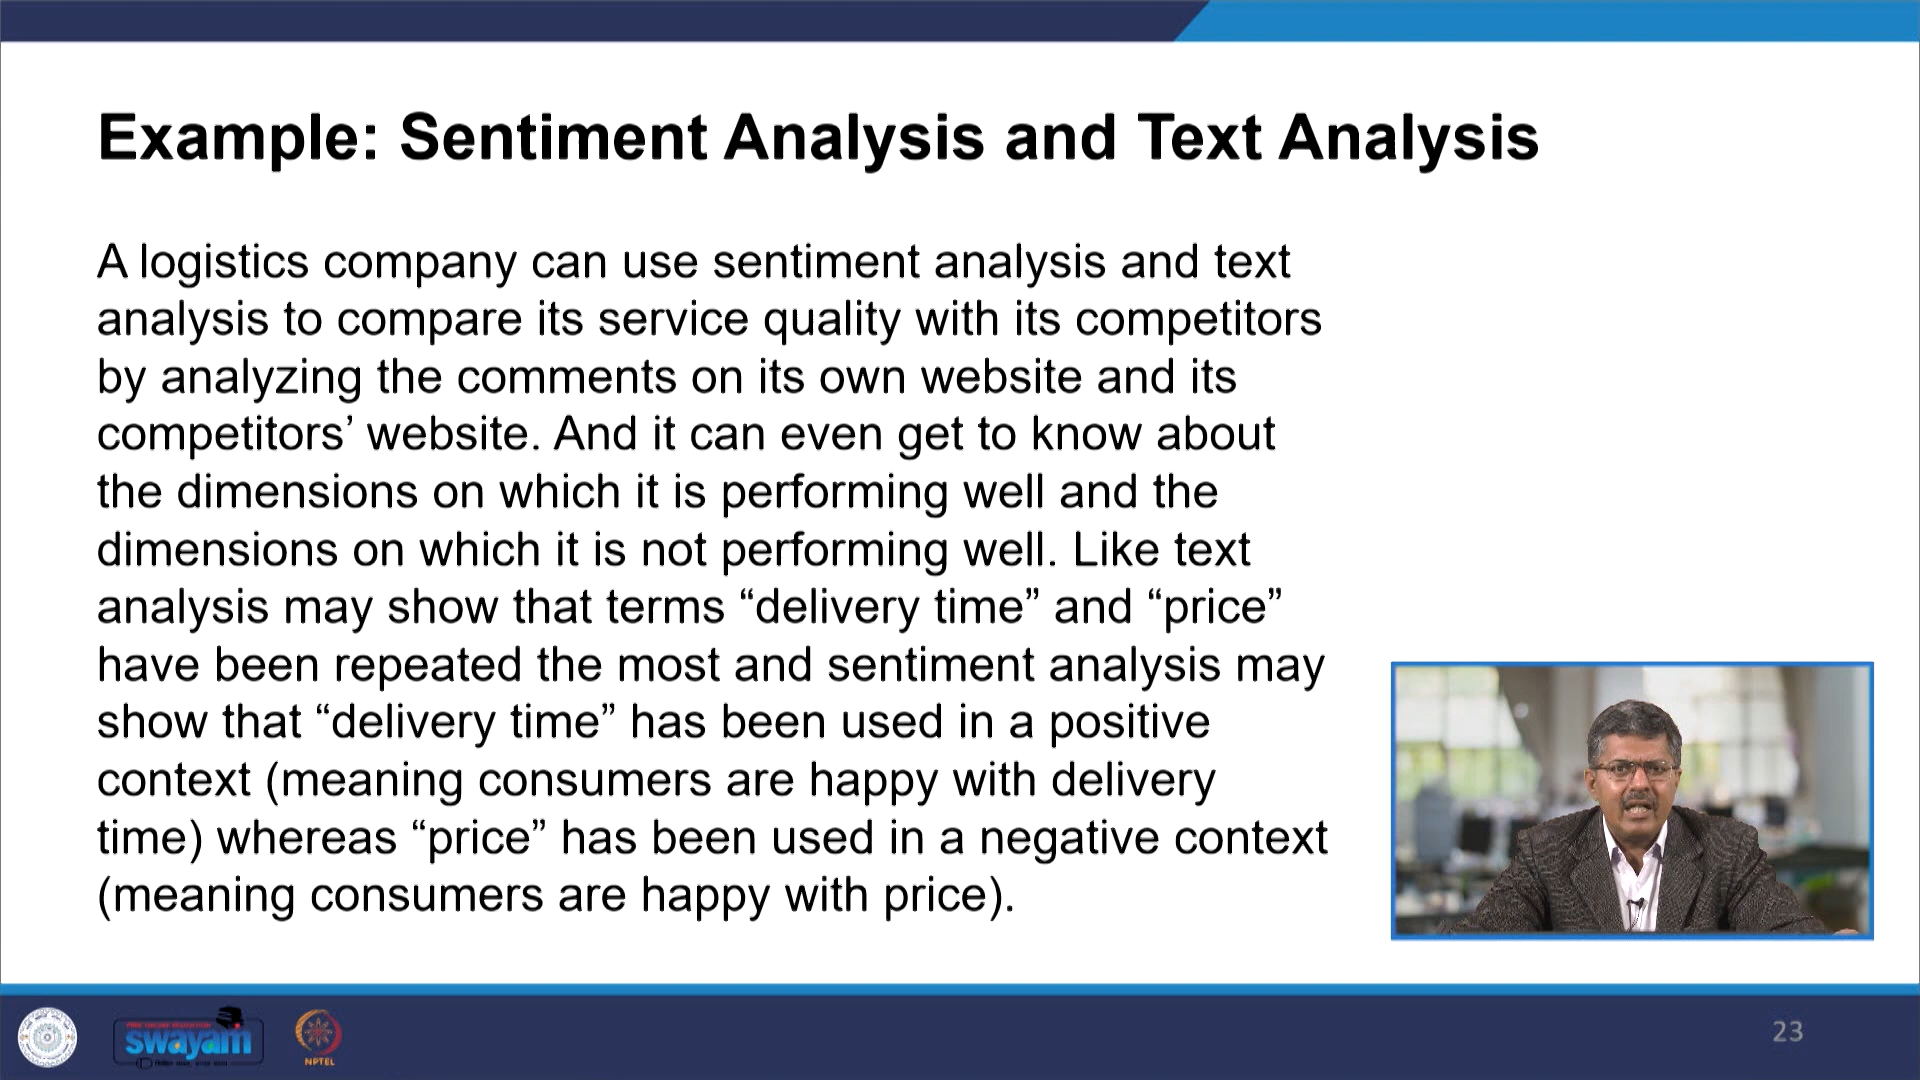 Example: Sentiment Analysis and Text Analysis
A logistics company can use sentiment analysis and text
analysis to compare its service quality with its competitors
by analyzing the comments on its own website and its
competitors’ website. And it can even get to know about
the dimensions on which it is performing well and the
dimensions on which it is not performing well. Like text
analysis may show that terms “delivery time” and “price”
have been repeated the most and sentiment analysis may
show that “delivery time” has been used in a positive
context (meaning consumers are happy with delivery
time) whereas “price” has been used in a negative context
(meaning consumers are happy with price).
swayam
NPTEL
23